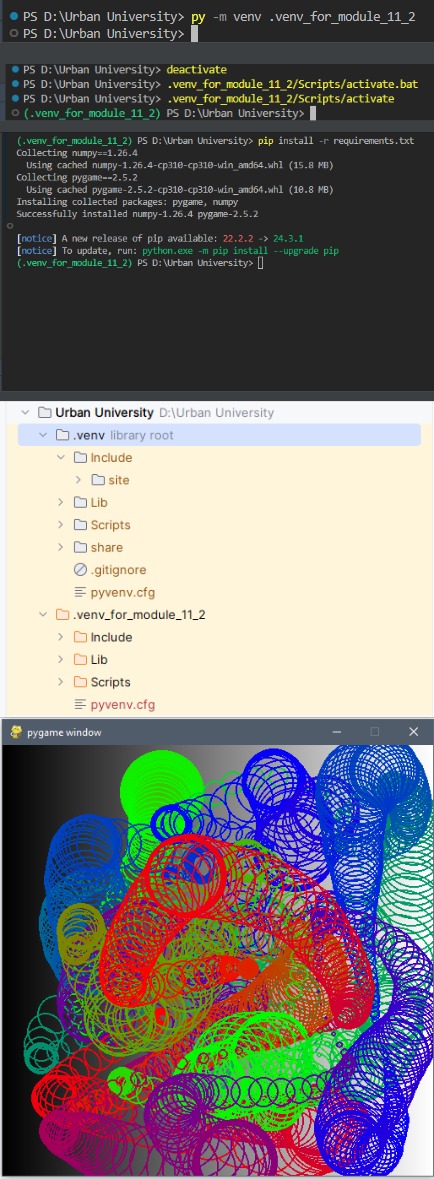 PS D:\Urban University> py -m venv .venv_for_module_11_2
PS D:\Urban University>
PS D:\Urban University> deactivate
PS D:\Urban University> .venv_for_module_11_2/Scripts/activate.bat
PS D:\Urban University> .venv_for_module_11_2/Scripts/activate
(.venv_for_module_11_2) PS D:\Urban University>
(.venv_for_module_11_2) PS D:\Urban University> pip install -r requirements.txt
Collecting numpy==1.26.4
Using cached numpy-1.26.4-cp310-cp310-win_amd64.whl (15.8 MB)
Collecting pygame==2.5.2
Using cached pygame-2.5.2-cp310-cp310-win_amd64.whl (10.8 MB)
Installing collected packages: pygame, numpy
Successfully installed numpy-1.26.4 pygame-2.5.2
[notice] A new release of pip available: 22.2.2 -> 24.3.1
[notice] To update, run: python.exe -m pip install --upgrade pip
(.venv_for_module_11_2) PS D:\Urban University>
Urban University D:\Urban University
.venv library root
Include
site
Lib
Scripts
share
.gitignore
pyvenv.cfg
.venv_for_module_11_2
Include
Lib
Scripts
pyvenv.cfg
pygame window